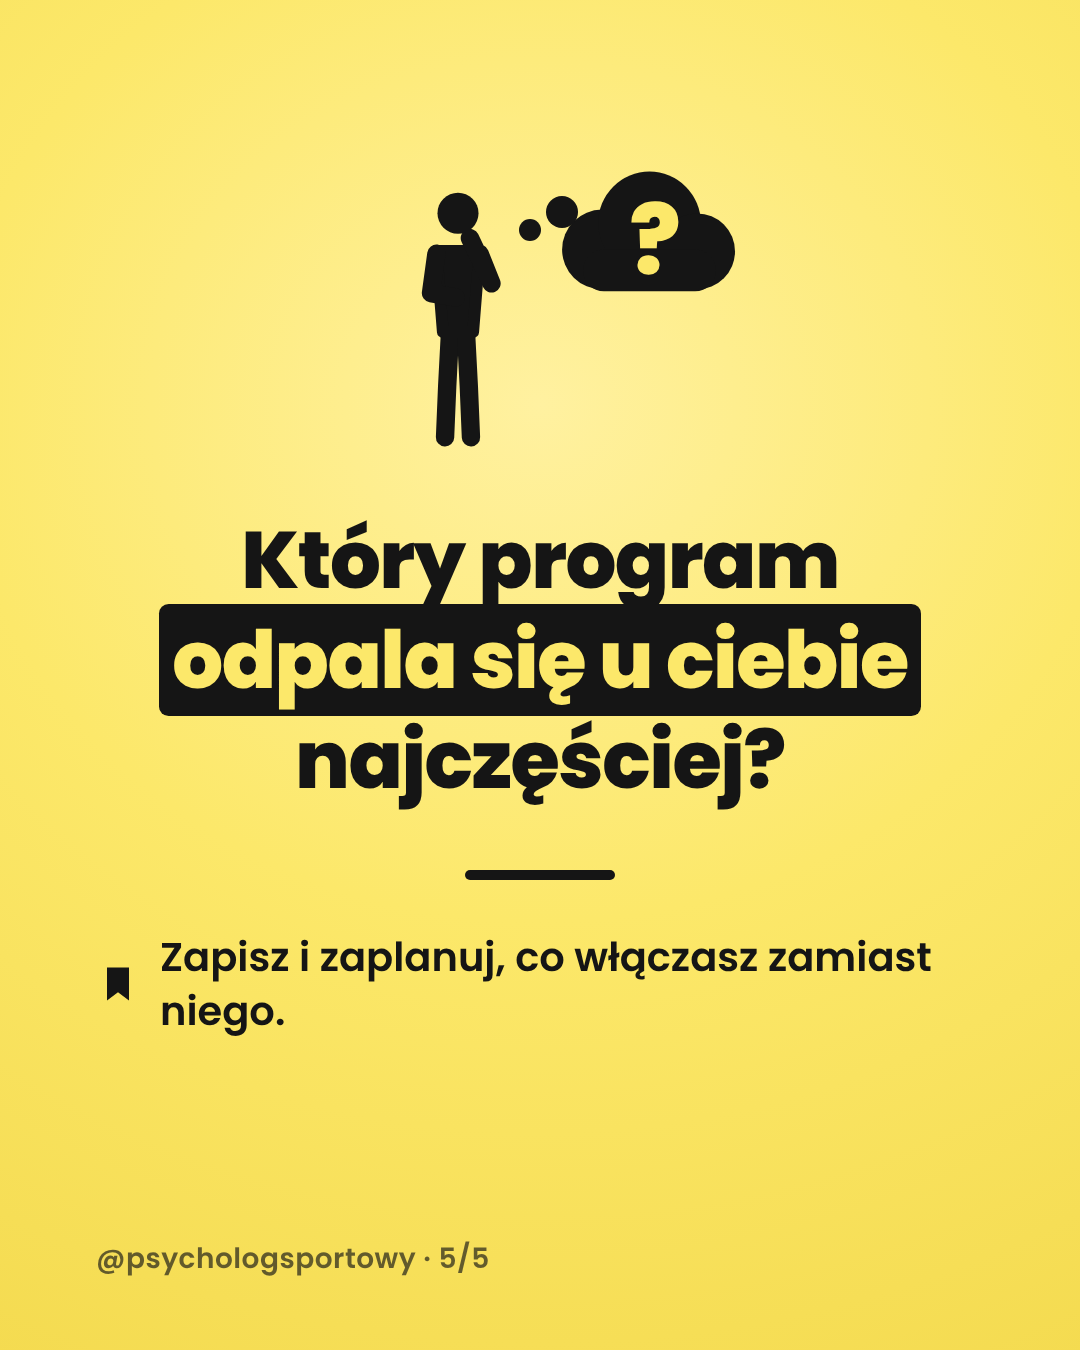 ?
Który program
odpala się u ciebie
najczęściej?
Zapisz i zaplanuj, co włączasz zamiast
niego.
@psychologsportowy · 5/5